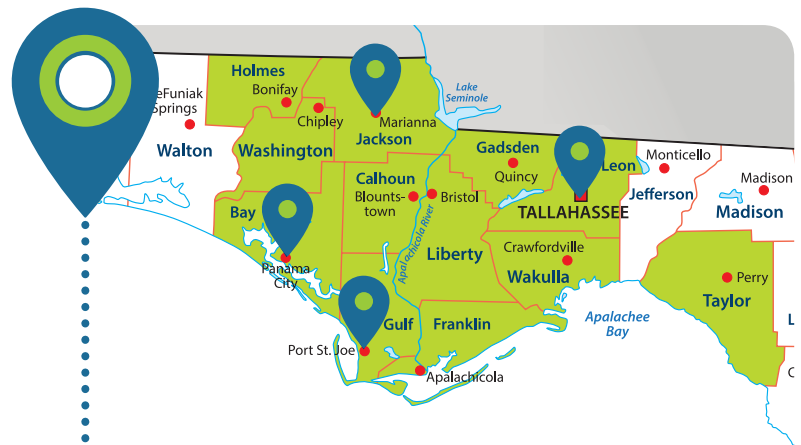 Holmes
Bonifay
Lake
Seminole
eFuniak
Springs
Chipley
Marianna
Jackson
Walton
Washington
Gadsden
Quincy
Leon
Monticello
Jefferson
Madison
Madison
Calhoun
Blounts-
town
Bristol
Apalachicola River
TALLAHASSEE
Bay
Panama
City
Liberty
Crawfordville
Wakulla
Perry
Taylor
Gulf
Franklin
Port St. Joe
Apalachicola
Apalachee
Bay
L
C